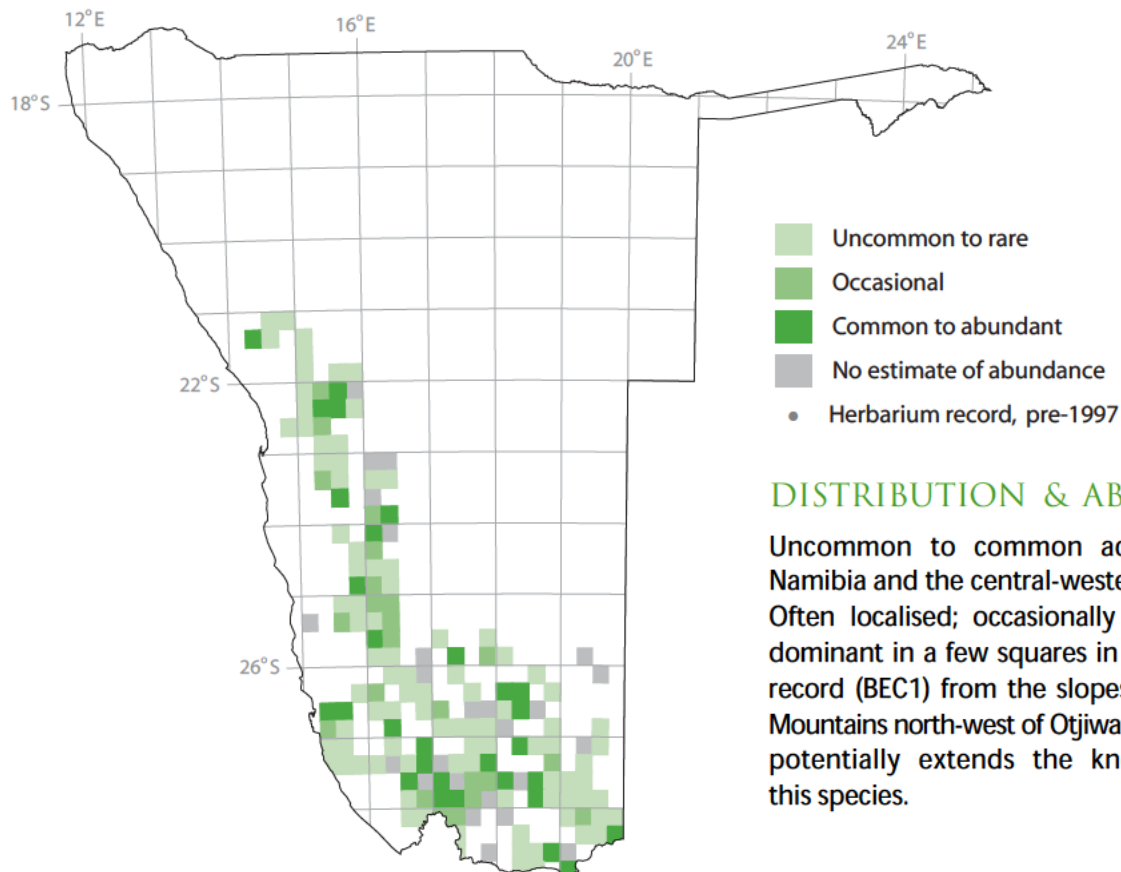 12°E
16°E
20°E
24°E
18°S
22°S
26°S
Uncommon to rare
Occasional
Common to abundant
No estimate of abundance
Herbarium record, pre-1997
DISTRIBUTION & AB
Uncommon to common ac
Namibia and the central-weste
Often localised; occasionally
dominant in a few squares in
record (BEC1) from the slopes
Mountains north-west of Otjiwa
potentially extends the kn
this species.